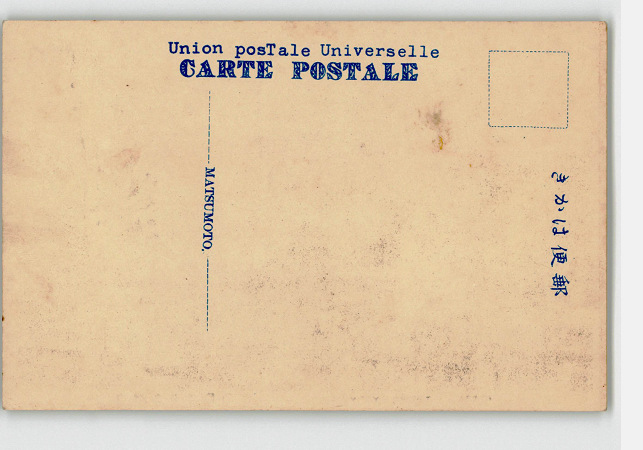 Union posTale Universelle
CARTE POSTALE
MATSUMOTO.
きかは便郵